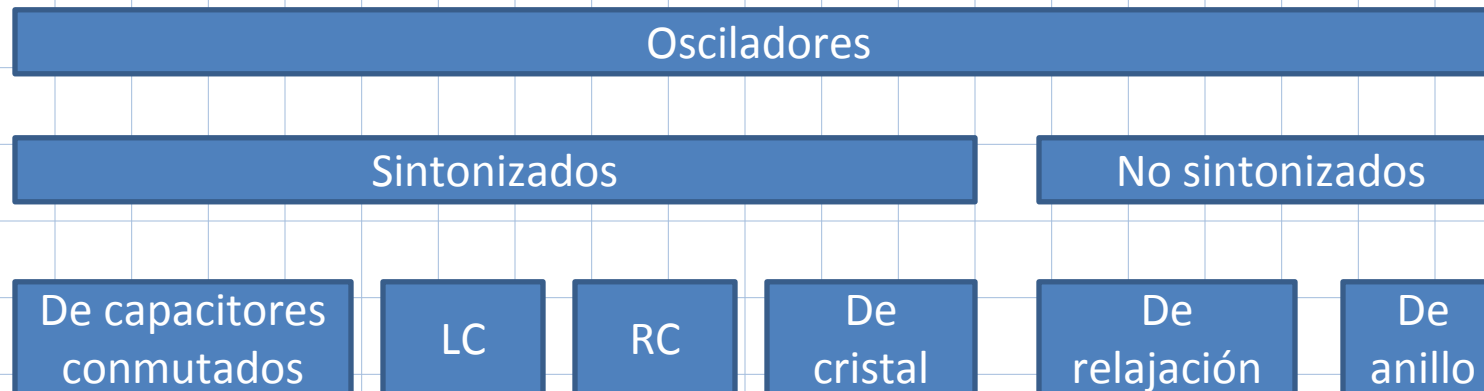 Osciladores
Sintonizados
No sintonizados
De capacitores
conmutados
LC
RC
De
cristal
De
relajación
De
anillo